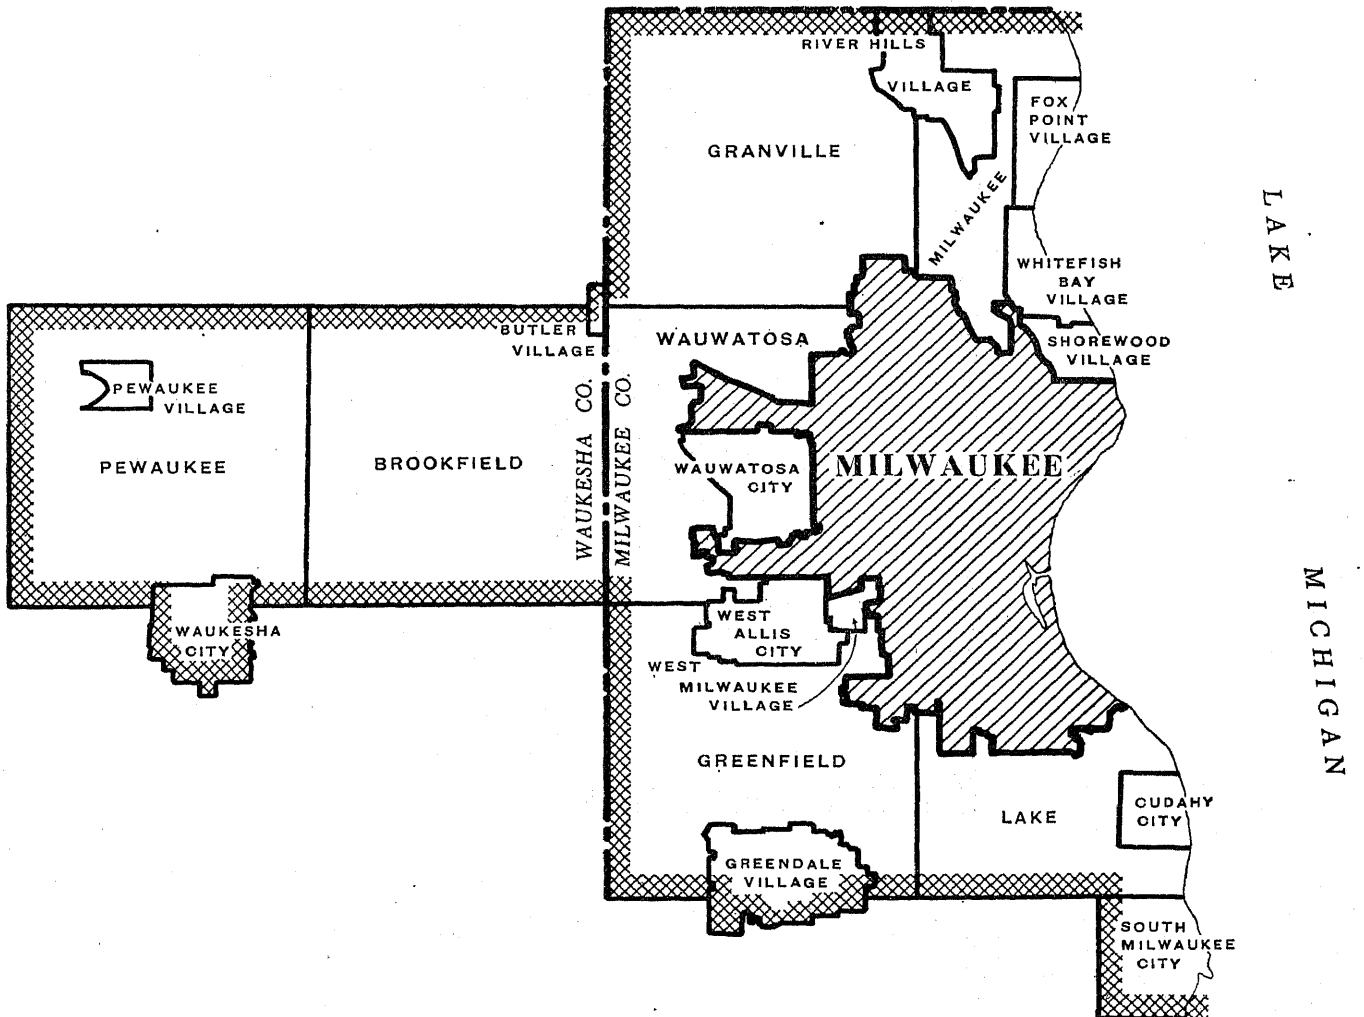 RIVER HILLS
VILLAGE
FOX
POINT
VILLAGE
GRANVILLE
MILWAUKEE
LAKE
WHITEFISH
BAY
VILLAGE
BUTLER
VILLAGE
WAUWATOSA
SHOREWOOD
VILLAGE
PEWAUKEE
VILLAGE
WAUKESHA CO.
MILWAUKEE CO.
PEWAUKEE
BROOKFIELD
WAUWATOSA
CITY
MILWAUKEE
WAUKESHA
CITY
WEST
ALLIS
CITY
WEST
MILWAUKEE
VILLAGE
MICHIGAN
GREENFIELD
LAKE
CUDAHY
CITY
GREENDALE
VILLAGE
SOUTH
MILWAUKEE
CITY